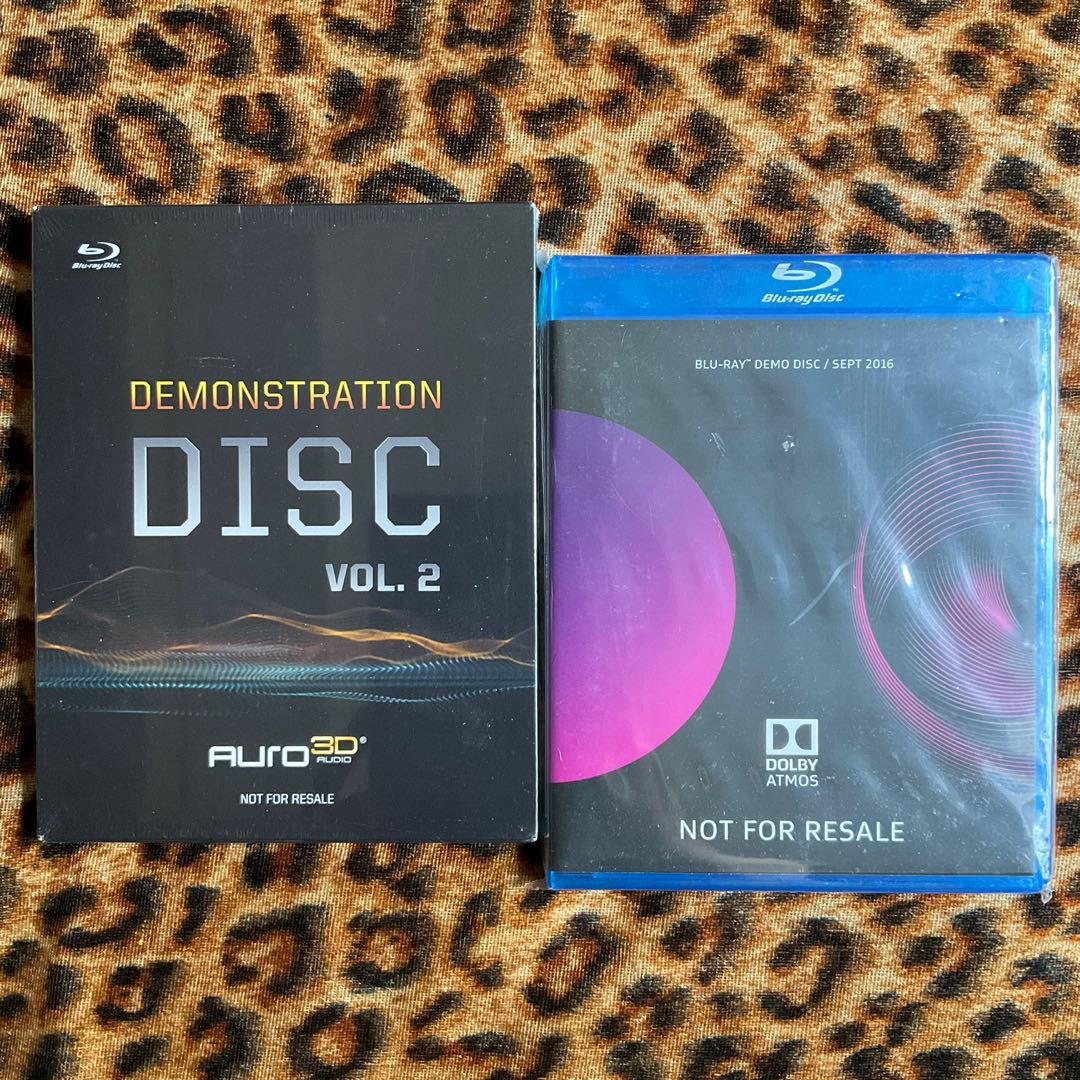 Blu-ray Disc
DEMONSTRATION
DISC
VOL. 2
AURO 3D®
AUDIO
NOT FOR RESALE
Blu-ray Disc™
BLU-RAY™ DEMO DISC / SEPT 2016
DOLBY
ATMOS
NOT FOR RESALE